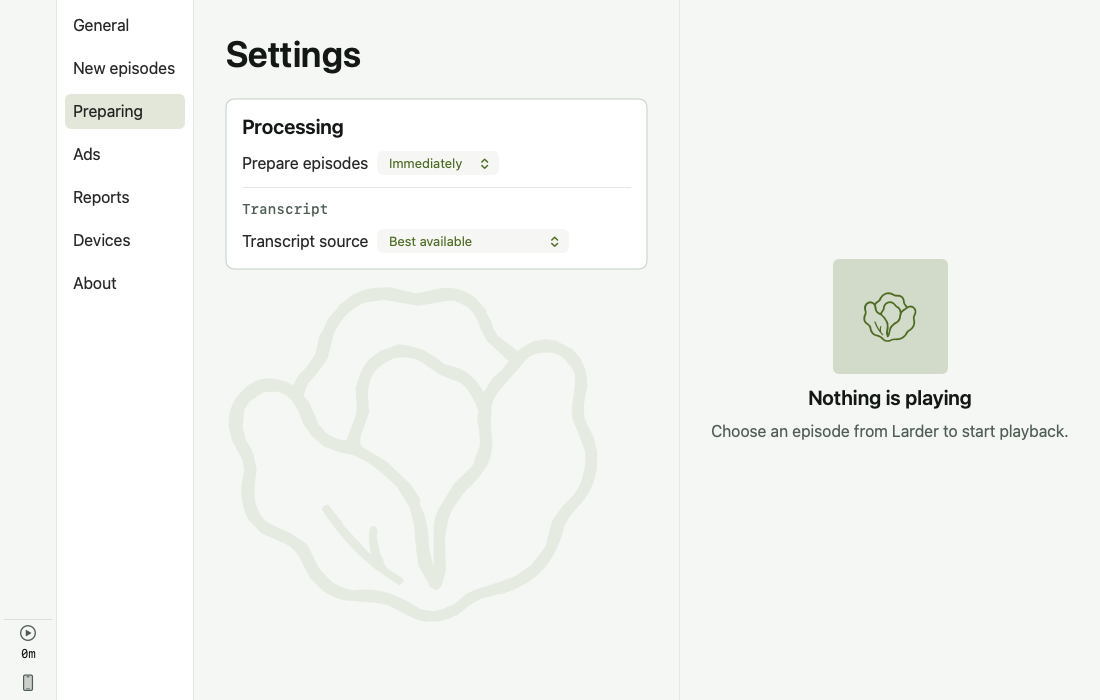 General
New episodes
Preparing
Ads
Reports
Devices
About
0m
Settings
Processing
Prepare episodes Immediately
Transcript
Transcript source Best available
Nothing is playing
Choose an episode from Larder to start playback.